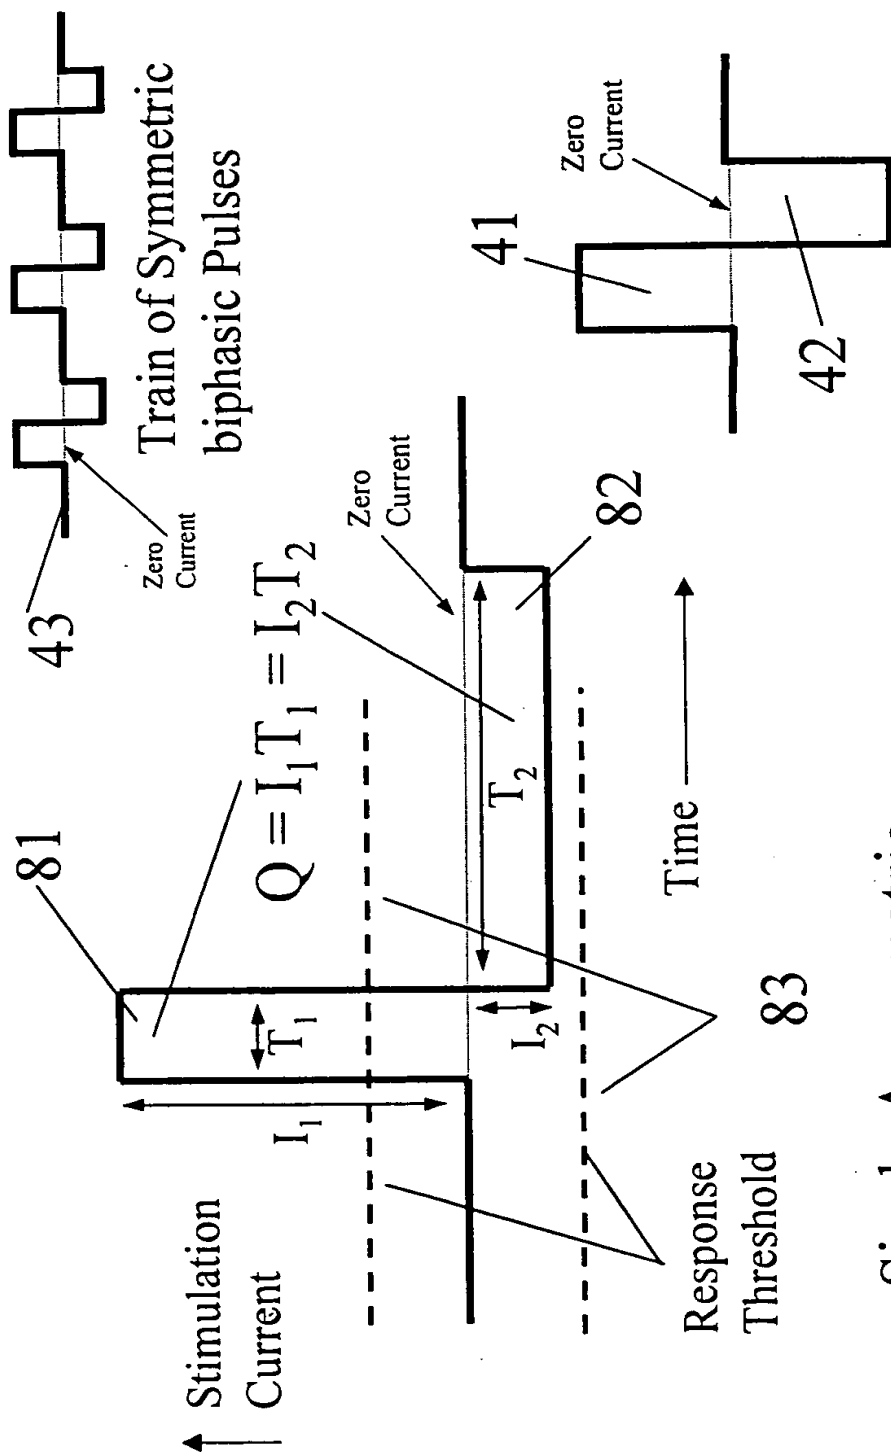 Stimulation
Current
81
I₁
T₁
Q = I₁T₁ = I₂T₂
T₂
I₂
Zero
Current
82
Response
Threshold
83
Time
43
Zero
Current
Train of Symmetric
biphasic Pulses
41
Zero
Current
42